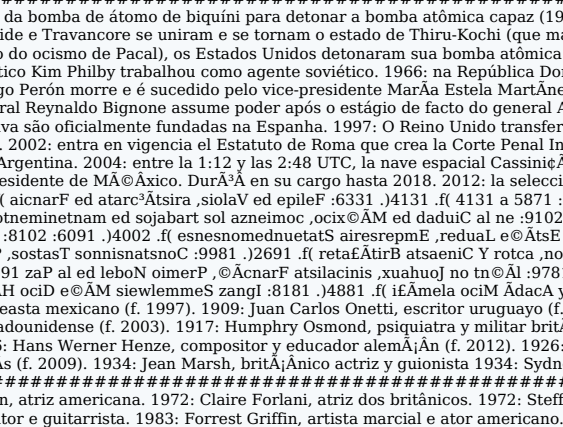 ##################################################
da bomba de átomo de biquíni para detonar a bomba atômica capaz (19
ide e Travancore se uniram e se tornam o estado de Thiru-Kochi (que ma
o do ocismo de Pacal), os Estados Unidos detonaram sua bomba atômica
tico Kim Philby trabalhou como agente soviético. 1966: na República Do
go Perón morre e é sucedido pelo vice-presidente MarÃa Estela MartÃne
ral Reynaldo Bignone assume poder após o estágio de facto do general A
va são oficialmente fundadas na Espanha. 1997: O Reino Unido transfer
. 2002: entra en vigencia el Estatuto de Roma que crea la Corte Penal In
Argentina. 2004: entre la 1:12 y las 2:48 UTC, la nave espacial Cassini¢Ã
esidente de MÃ©Âxico. DurÃ³Â en su cargo hasta 2018. 2012: la selecci
( aicnarF ed atarc³Ãtsira ,siolaV ed epileF :6331 .)4131 .f( 4131 a 5871 :
otneminetnam ed sojabart sol azneimoc ,ocix©ÃM ed daduiC al ne :9102
:8102 :6091 .)4002 .f( esnesnomednuetatS airesrepmE ,reduaL e©ÂtsE
,sostasT sonnisnatsnoC :9981 .)2691 .f( reta£ÃtirB atsaeniC Y rotca ,no
91 zaP al ed leboN oimerP ,©ÃcnarF atsilacinis ,xuahuoJ no tn©Ãl :9781
ÂH ociD e©ÃM siewlemmeS zangI :8181 .)4881 .f( i£Ãmela ociM ÃdacA y
easta mexicano (f. 1997). 1909: Juan Carlos Onetti, escritor uruguayo (f.
adounidense (f. 2003). 1917: Humphry Osmond, psiquiatra y militar britÃ
6: Hans Werner Henze, compositor y educador alemÃ¡Ân (f. 2012). 1926:
As (f. 2009). 1934: Jean Marsh, britÃ¡Ânico actriz y guionista 1934: Sydn
##################################################
n, atriz americana. 1972: Claire Forlani, atriz dos britânicos. 1972: Steff
tor e guitarrista. 1983: Forrest Griffin, artista marcial e ator americano.